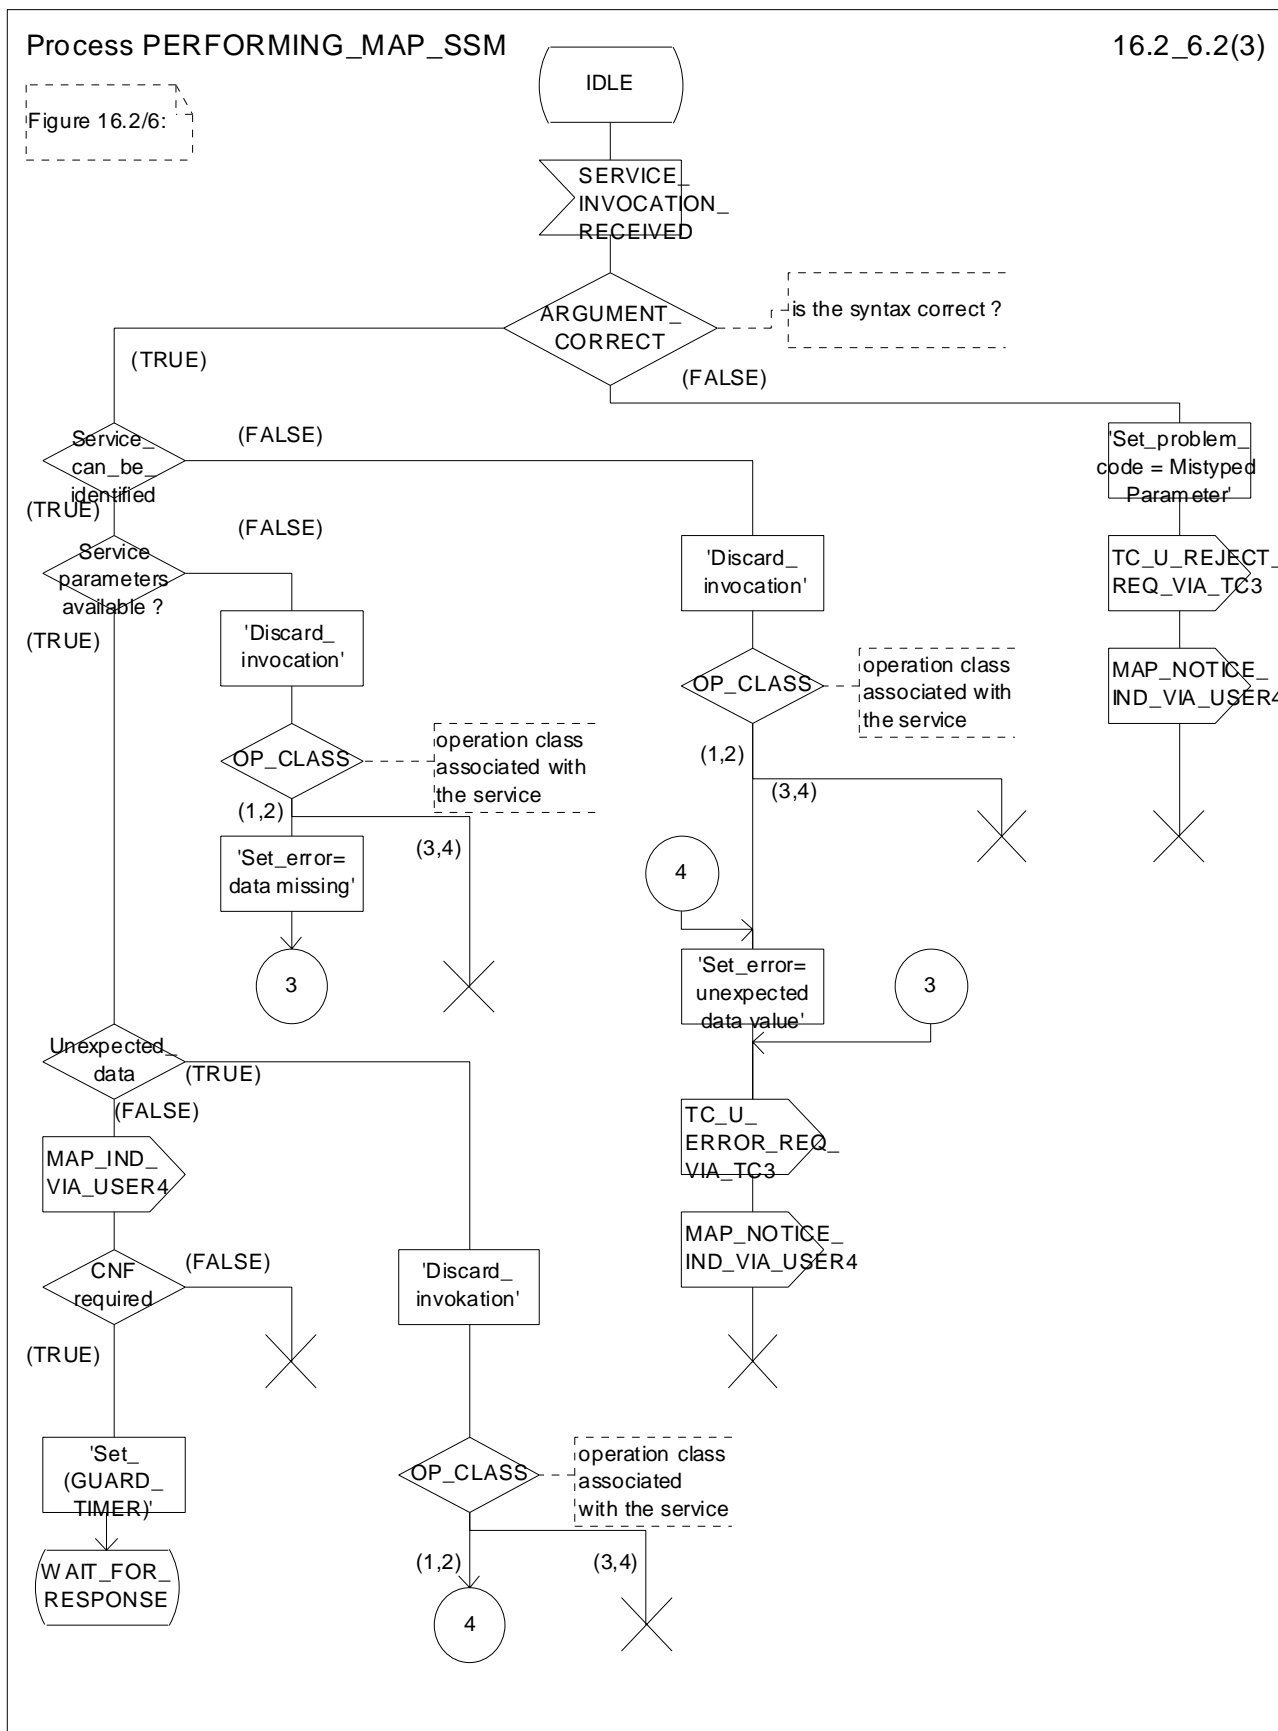 Process PERFORMING_MAP_SSM
16.2_6.2(3)
Figure 16.2/6:
IDLE
SERVICE_
INVOCATION_
RECEIVED
ARGUMENT_
CORRECT
is the syntax correct ?
(TRUE)
(FALSE)
Service_
can_be_
identified
(FALSE)
(TRUE)
'Set_problem_
code = Mistyped
Parameter'
Service
parameters
available ?
(FALSE)
(TRUE)
'Discard_
invocation'
TC_U_REJECT_
REQ_VIA_TC3
'Discard_
invocation'
OP_CLASS
operation class
associated with
the service
MAP_NOTICE_
IND_VIA_USER4
OP_CLASS
operation class
associated with
the service
(1,2)
(3,4)
(1,2)
(3,4)
'Set_error=
data missing'
4
3
'Set_error=
unexpected
data value'
3
Unexpected_
data
(TRUE)
(FALSE)
TC_U_
ERROR_REQ_
VIA_TC3
MAP_IND_
VIA_USER4
MAP_NOTICE_
IND_VIA_USER4
CNF
required
(FALSE)
(TRUE)
'Discard_
invokation'
'Set_
(GUARD_
TIMER)'
OP_CLASS
operation class
associated
with the service
(1,2)
(3,4)
WAIT_FOR_
RESPONSE
4